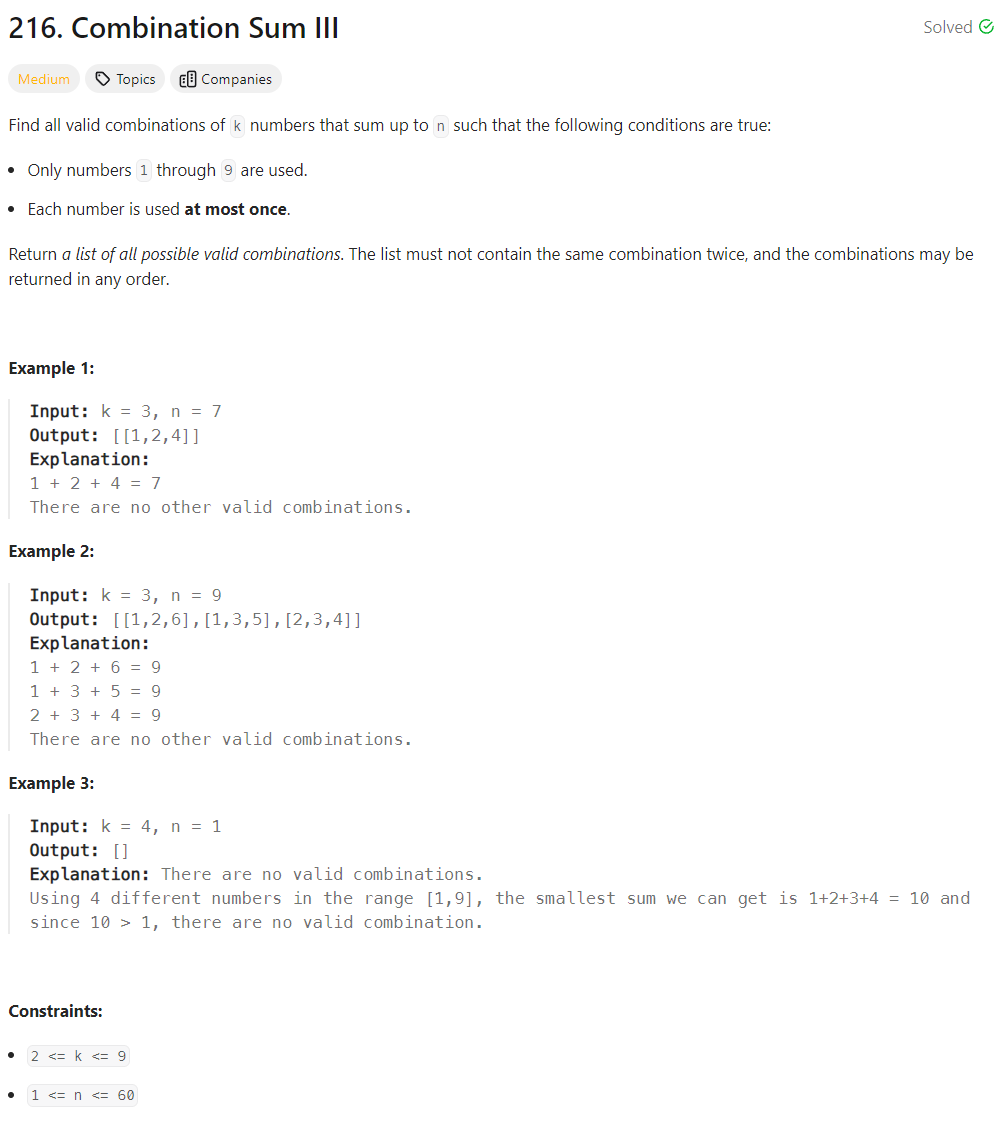 216. Combination Sum III
Solved
Medium
Topics
Companies
Find all valid combinations of k numbers that sum up to n such that the following conditions are true:
• Only numbers 1 through 9 are used.
• Each number is used at most once.
Return a list of all possible valid combinations. The list must not contain the same combination twice, and the combinations may be
returned in any order.
Example 1:
Input: k = 3, n = 7
Output: [[1,2,4]]
Explanation:
1 + 2 + 4 = 7
There are no other valid combinations.
Example 2:
Input: k = 3, n = 9
Output: [[1,2,6],[1,3,5],[2,3,4]]
Explanation:
1 + 2 + 6 = 9
1 + 3 + 5 = 9
2 + 3 + 4 = 9
There are no other valid combinations.
Example 3:
Input: k = 4, n = 1
Output: []
Explanation: There are no valid combinations.
Using 4 different numbers in the range [1,9], the smallest sum we can get is 1+2+3+4 = 10 and
since 10 > 1, there are no valid combination.
Constraints:
• 2 <= k <= 9
• 1 <= n <= 60